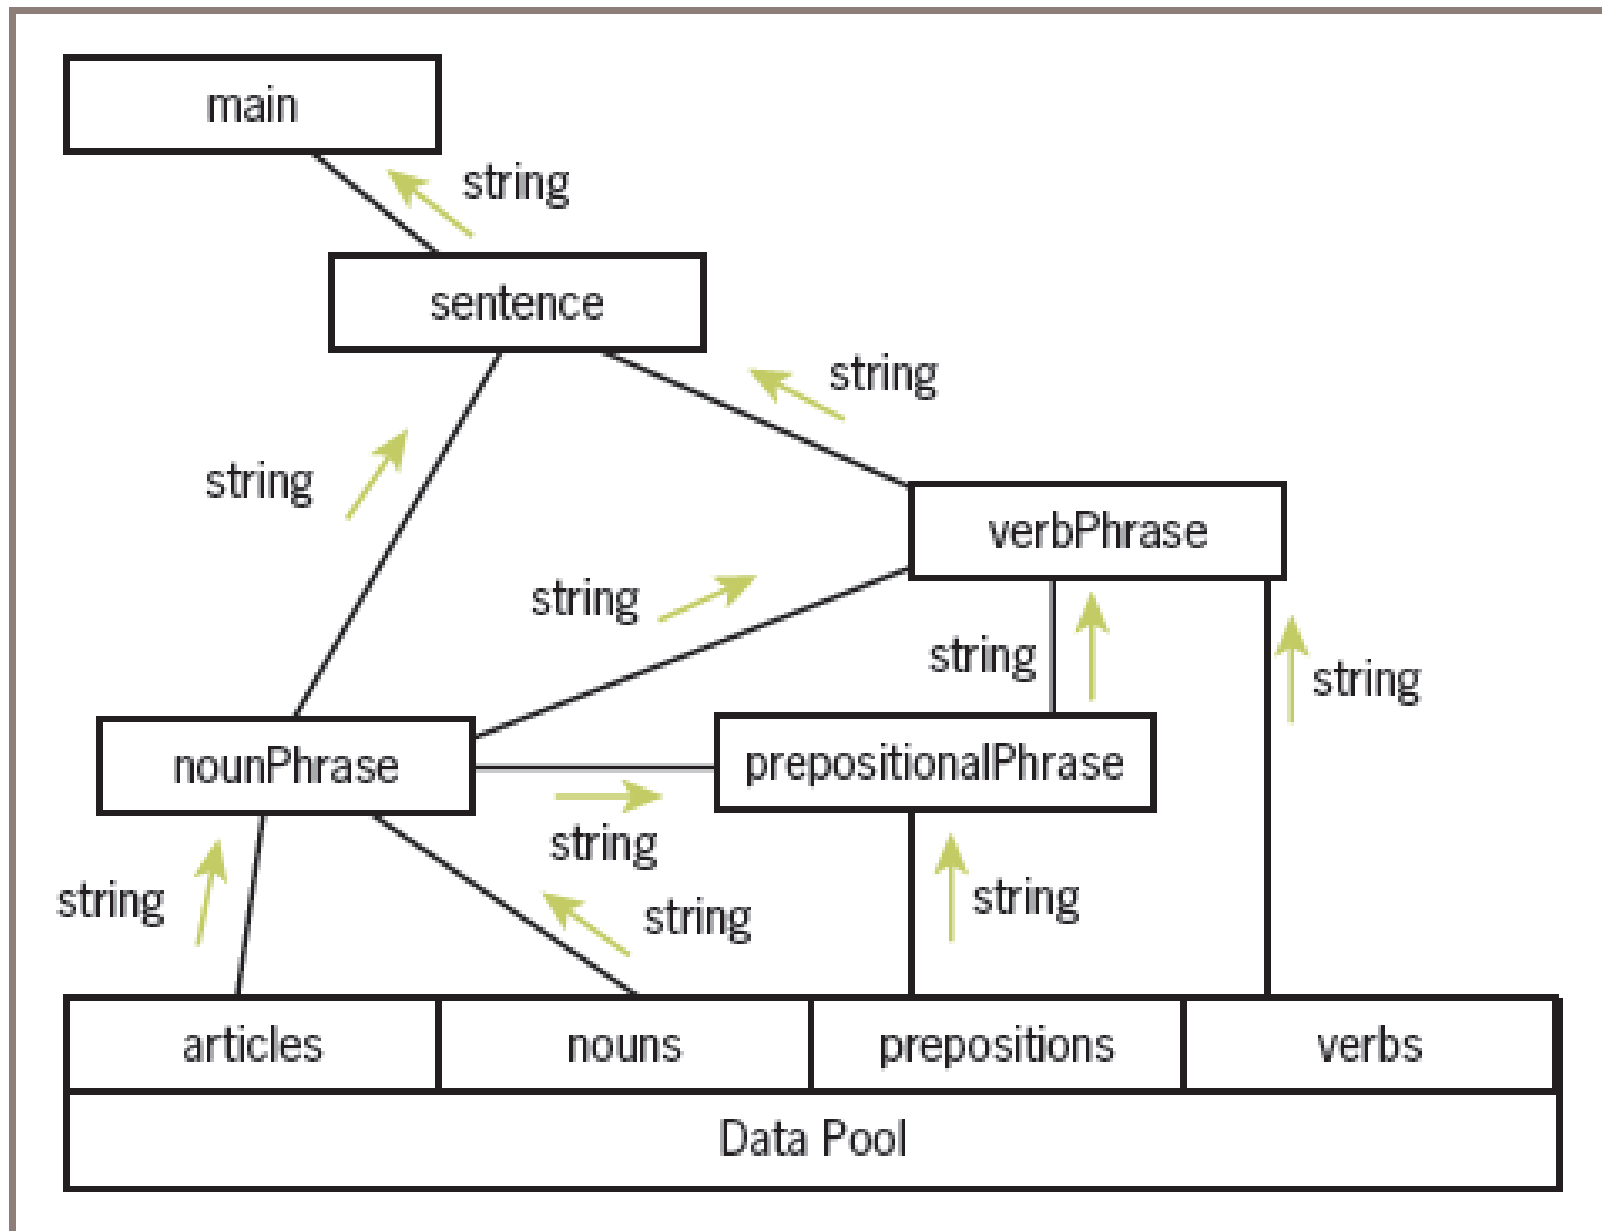 main
string
sentence
string
string
verbPhrase
string
string
string
nounPhrase
prepositionalPhrase
string
string
string
string
articles
nouns
prepositions
verbs
Data Pool